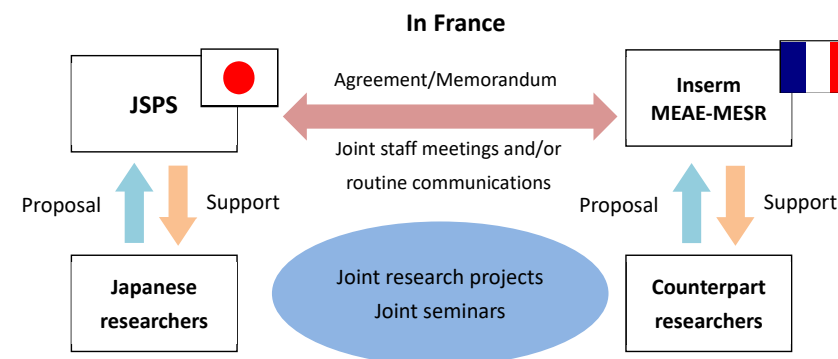 In France
JSPS
Agreement/Memorandum
Inserm
MEAE-MESR
Joint staff meetings and/or
routine communications
Proposal
Support
Proposal
Support
Japanese
researchers
Joint research projects
Joint seminars
Counterpart
researchers